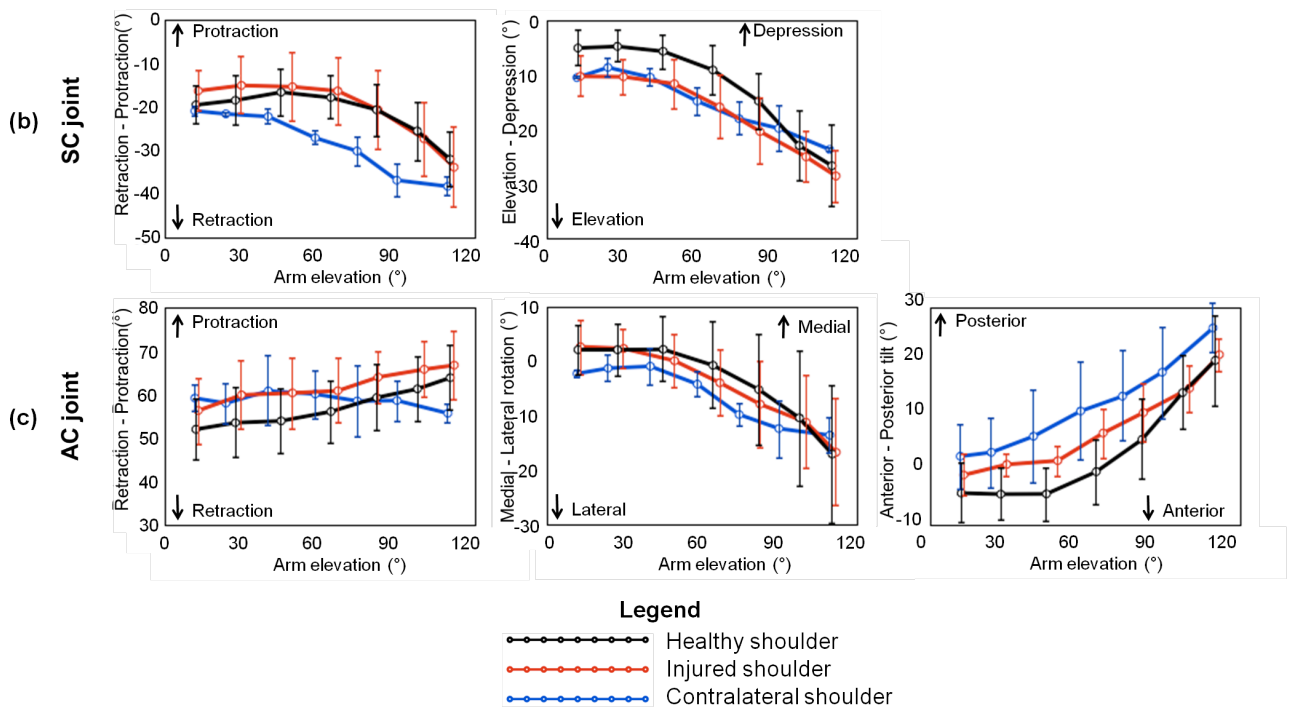 (b)
SC joint
Retraction - Protraction(°)
0
-10
-20
-30
-40
-50
Protraction
Retraction
0 30 60 90 120
Arm elevation (°)
Elevation - Depression (°)
0
10
20
-30
-40
Depression
Elevation
0 30 60 90 120
Arm elevation (°)
(c)
AC joint
Retraction - Protraction(°)
80
70
60
50
40
30
Protraction
Retraction
0 30 60 90 120
Arm elevation (°)
Medial - Lateral rotation (°)
10
0
10
20
-30
Medial
Lateral
0 30 60 90 120
Arm elevation (°)
Anterior - Posterior tilt (°)
30
20
10
0
-10
Posterior
Anterior
0 30 60 90 120
Arm elevation (°)
Legend
Healthy shoulder
Injured shoulder
Contralateral shoulder